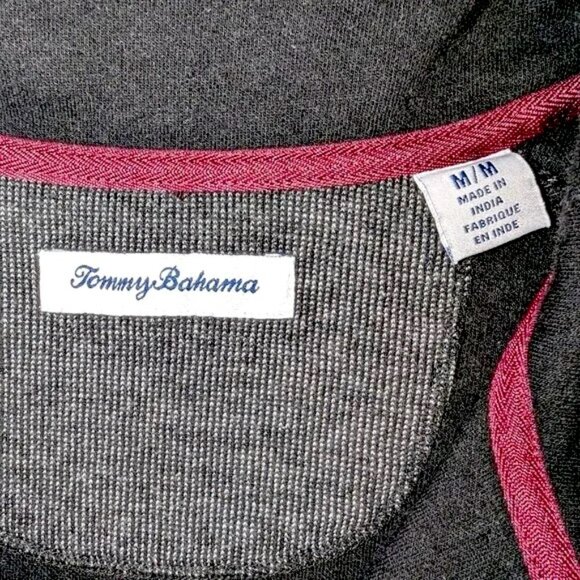 Tommy Bahama
M/M
MADE IN
INDIA
FABRIQUE
EN INDE